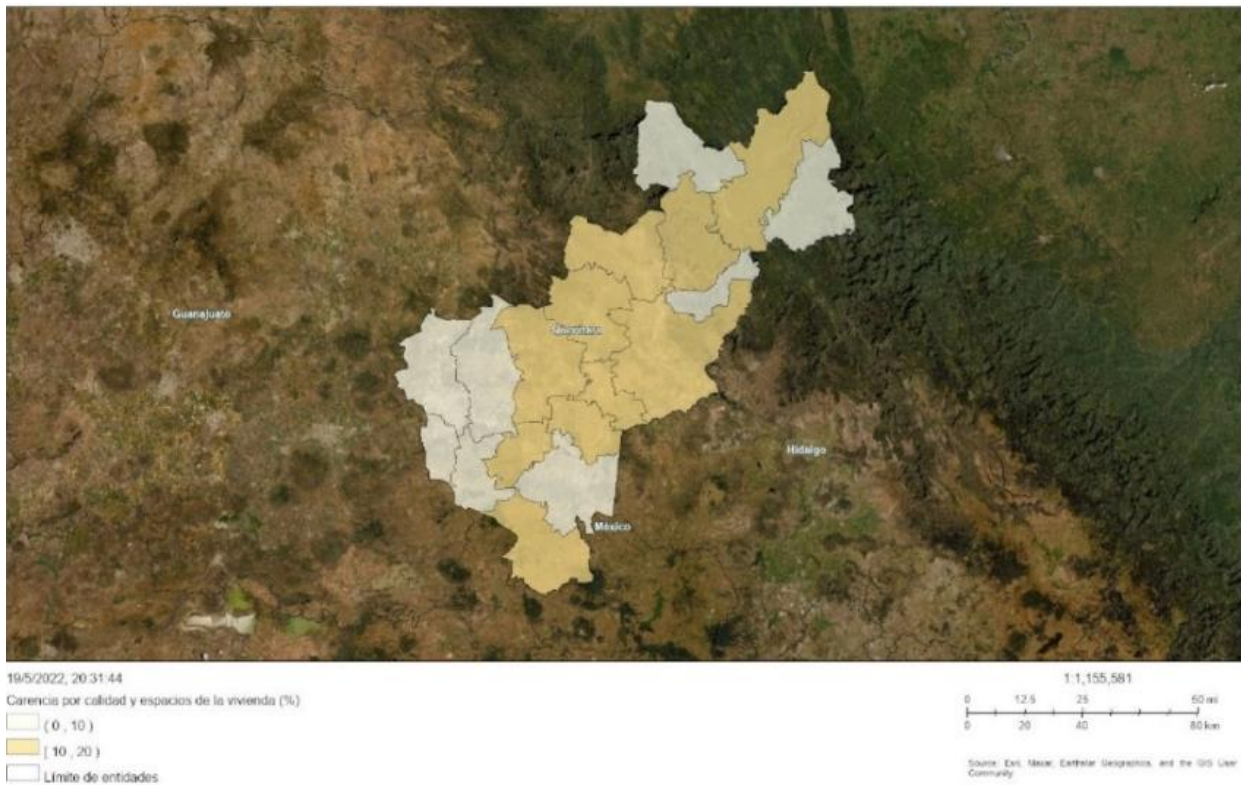 Guanajuato
Hidalgo
México
19/5/2022, 20:31:44
Carencia por calidad y espacios de la vivienda (%)
( 0 , 10 )
[ 10 , 20 )
Límite de entidades
1:1,155,581
0 12.5 25 50 mi
0 20 40 80 km
Source: Esri, Maxar, Earthstar Geographics, and the GIS User
Community